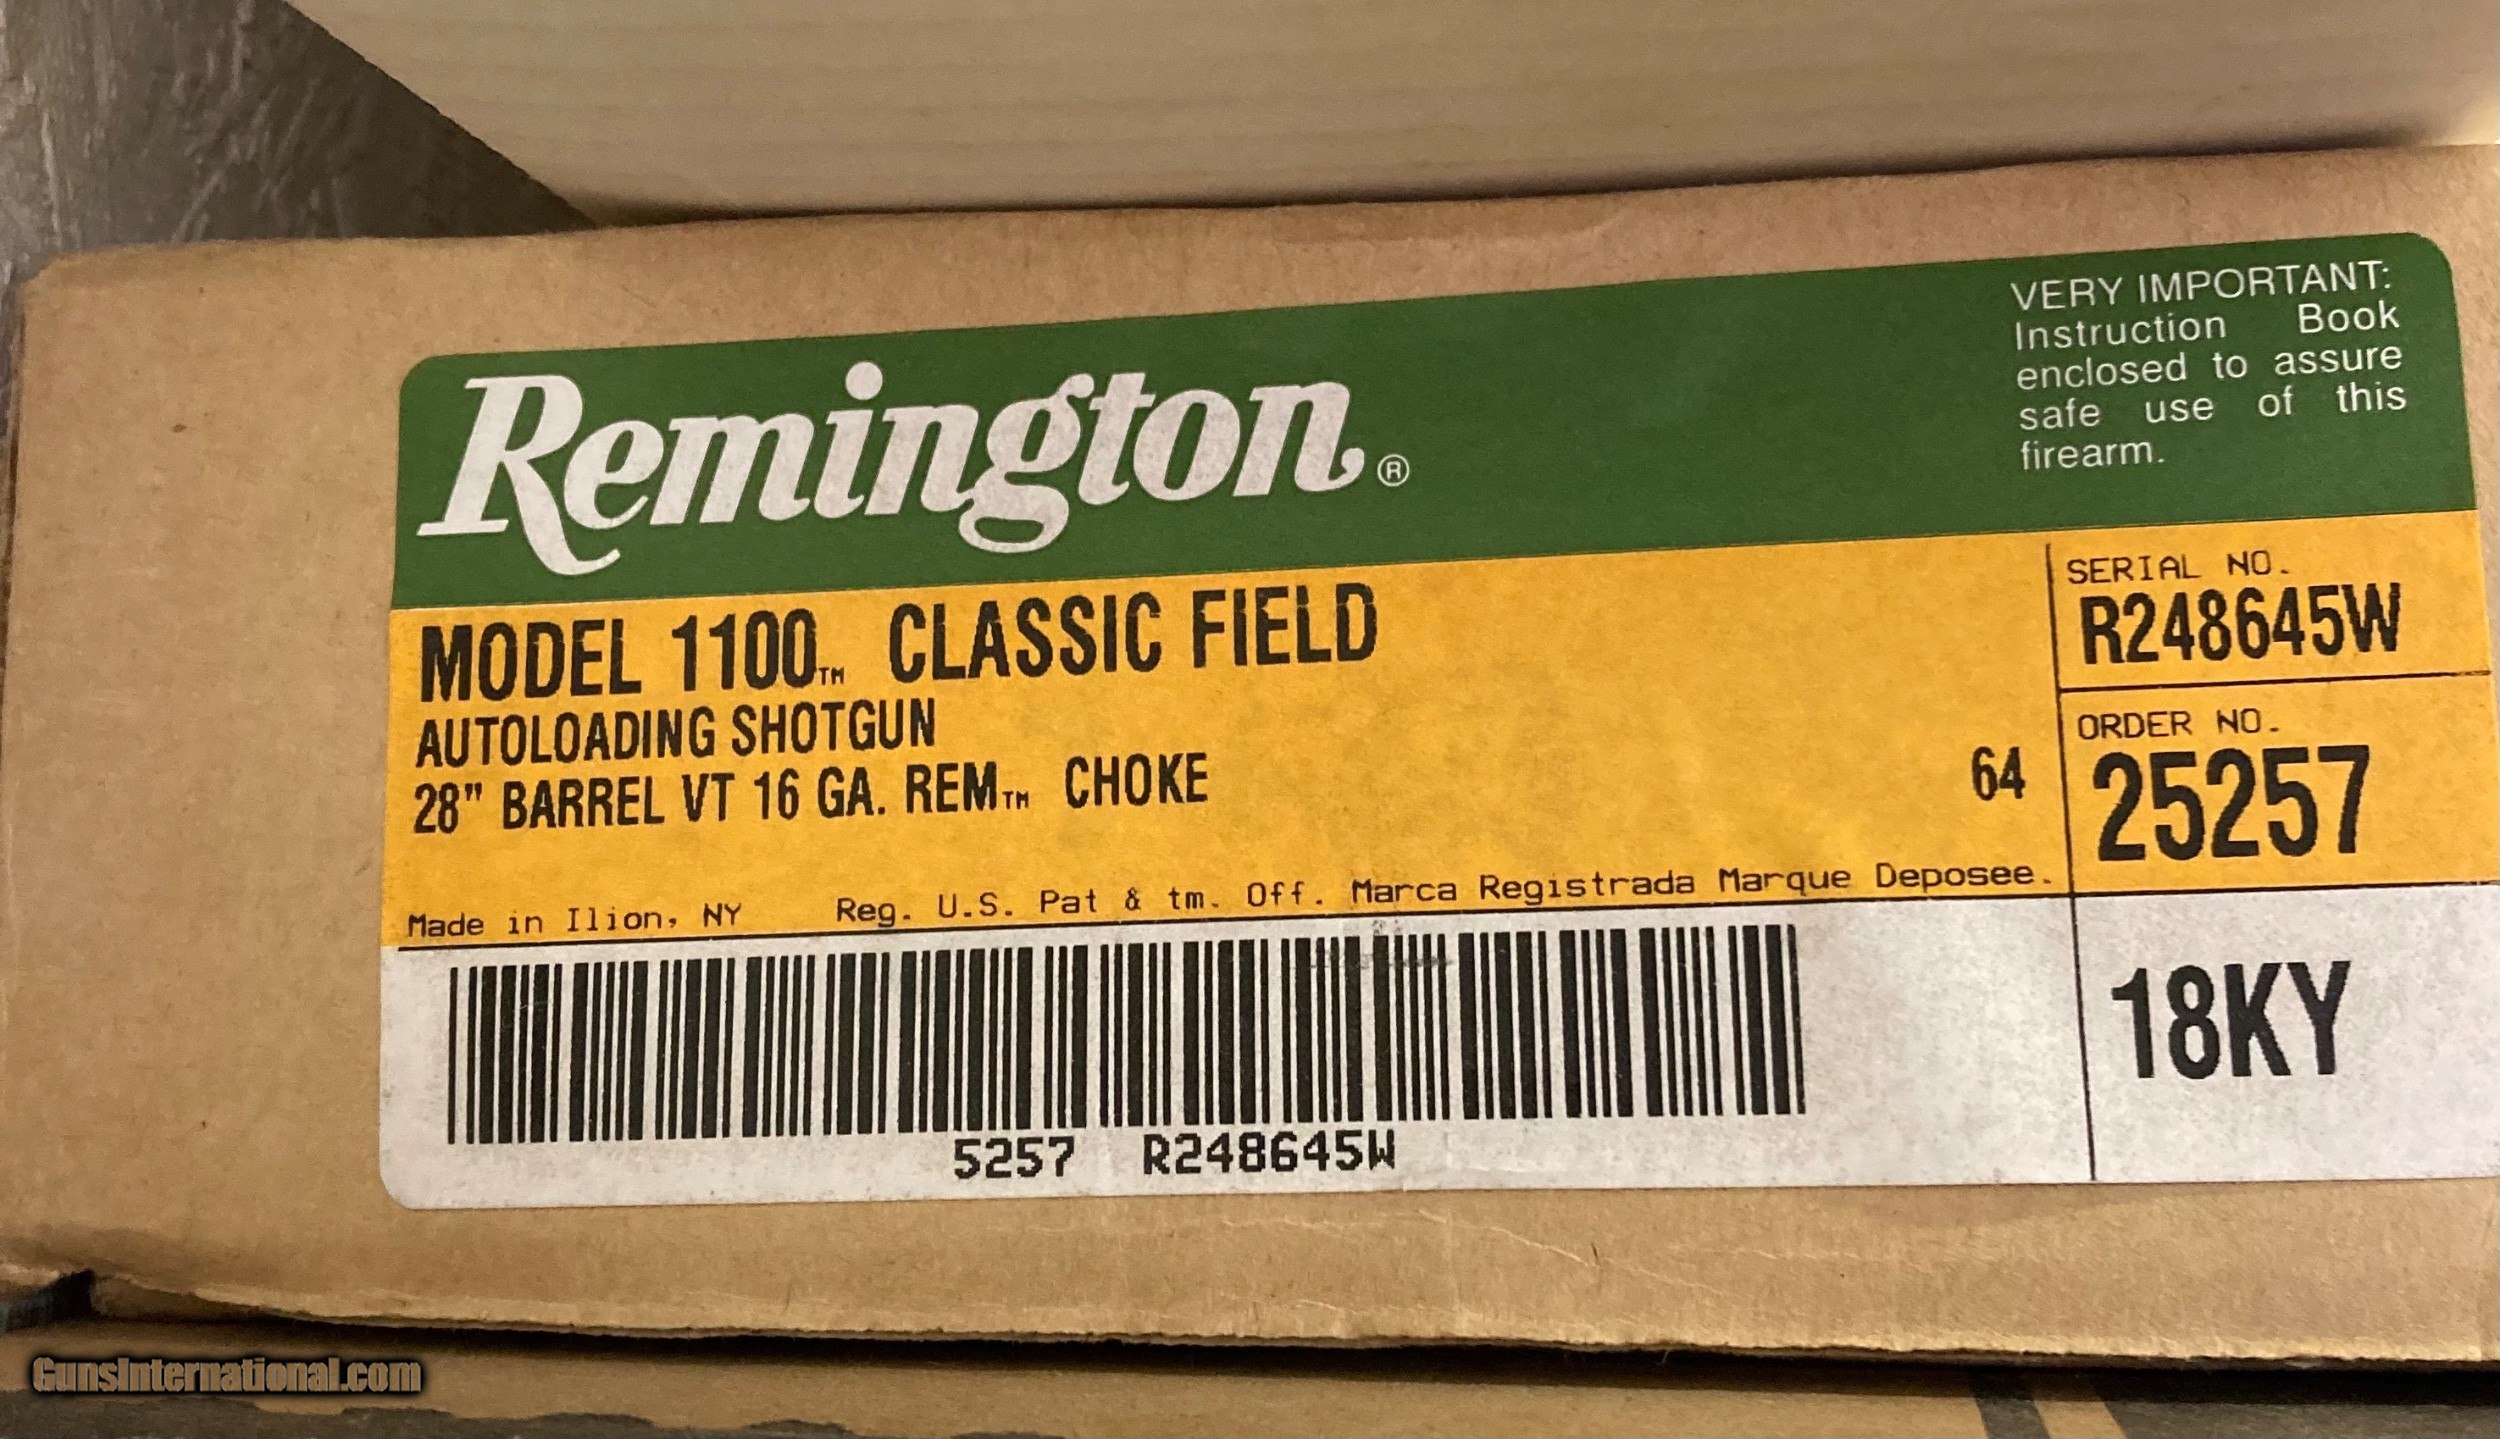 Remington®
VERY IMPORTANT:
Instruction Book
enclosed to assure
safe use of this
firearm.
MODEL 1100™ CLASSIC FIELD
AUTOLOADING SHOTGUN
28" BARREL VT 16 GA. REM™ CHOKE
64
Made in Ilion, NY Reg. U.S. Pat & tm. Off. Marca Registrada Marque Deposee.
SERIAL NO.
R248645W
ORDER NO.
25257
5257 R248645W
18KY
GunsInternational.com